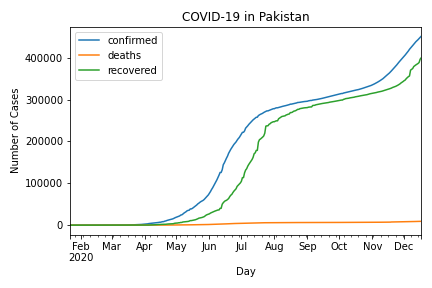 COVID-19 in Pakistan
confirmed
deaths
recovered
Number of Cases
400000
300000
200000
100000
0
Feb Mar Apr May Jun Jul Aug Sep Oct Nov Dec
2020
Day